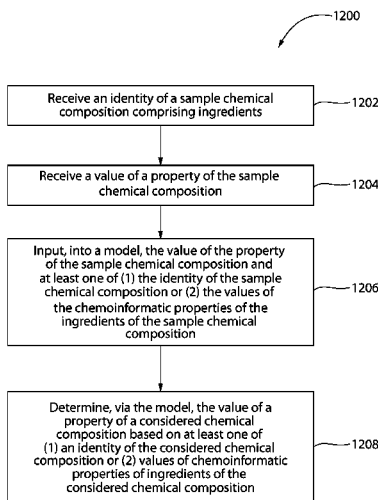 1200
Receive an identity of a sample chemical
composition comprising ingredients
1202
Receive a value of a property of the sample
chemical composition
1204
Input, into a model, the value of the property
of the sample chemical composition and
at least one of (1) the identity of the sample
chemical composition or (2) the values of
the chemoinformatic properties of the
ingredients of the sample chemical
composition
1206
Determine, via the model, the value of a
property of a considered chemical
composition based on at least one of
(1) an identity of the considered chemical
composition or (2) values of chemoinformatic
properties of ingredients of the
considered chemical composition
1208